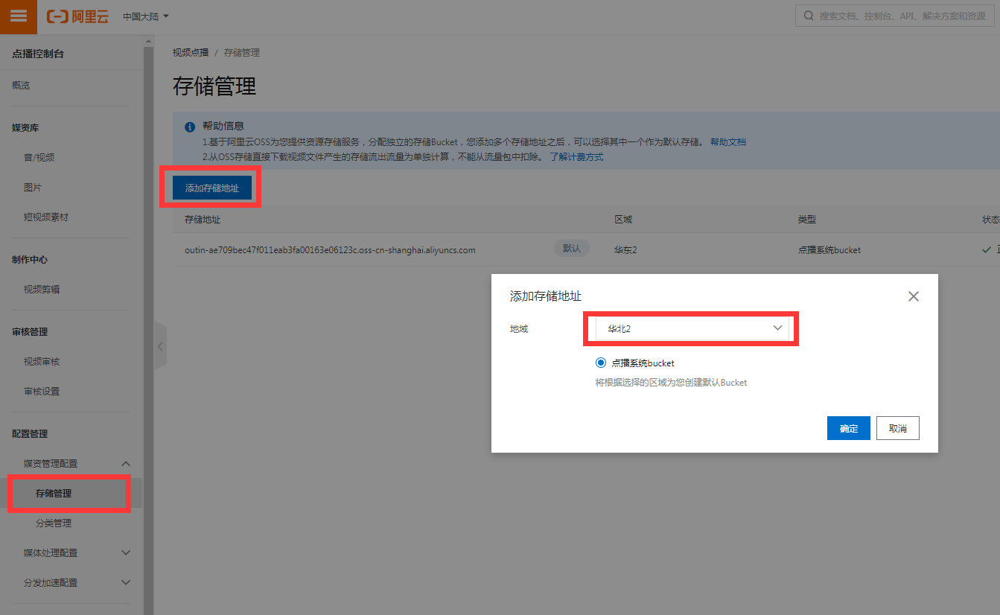 阿里云 中国大陆 搜索文档、控制台、API、解决方案和资源
点播控制台
概览
媒资库
音/视频
图片
短视频素材
制作中心
视频剪辑
审核管理
视频审核
审核设置
配置管理
媒资管理配置
存储管理
分类管理
媒体处理配置
分发加速配置
视频点播 / 存储管理
存储管理
帮助信息
1.基于阿里云OSS为您提供资源存储服务，分配独立的存储Bucket，您添加多个存储地址之后，可以选择其中一个作为默认存储。 帮助文档
2.从OSS存储直接下载视频文件产生的存储流出流量为单独计算，不能从流量包中扣除。 了解计费方式
添加存储地址
存储地址 区域 类型 状态
outin-ae709bec47f011eab3fa00163e06123c.oss-cn-shanghai.aliyuncs.com 默认 华东2 点播系统bucket
添加存储地址
地域 华北2
点播系统bucket
将根据选择的区域为您创建默认Bucket
确定 取消